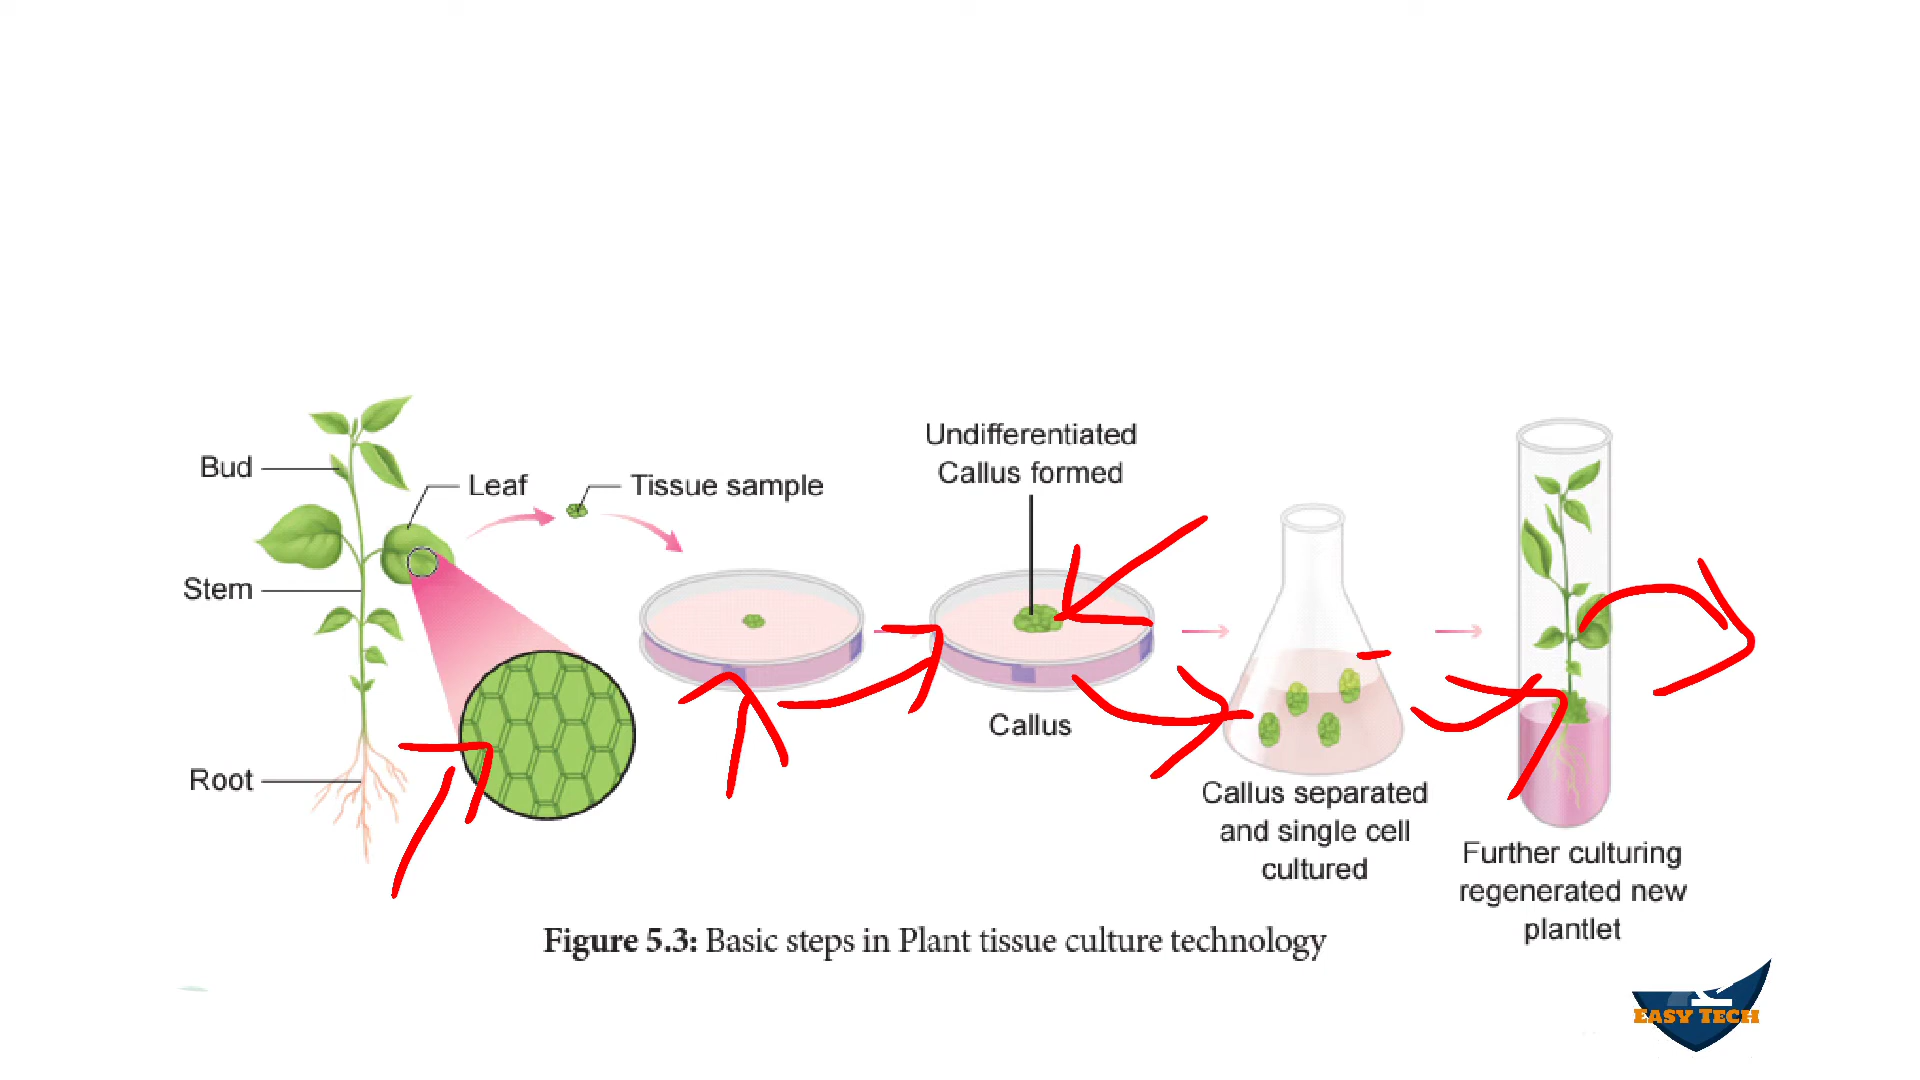 Bud
Leaf
Tissue sample
Stem
Root
Undifferentiated
Callus formed
Callus
Callus separated
and single cell
cultured
Further culturing
regenerated new
plantlet
Figure 5.3: Basic steps in Plant tissue culture technology
EASY TECH